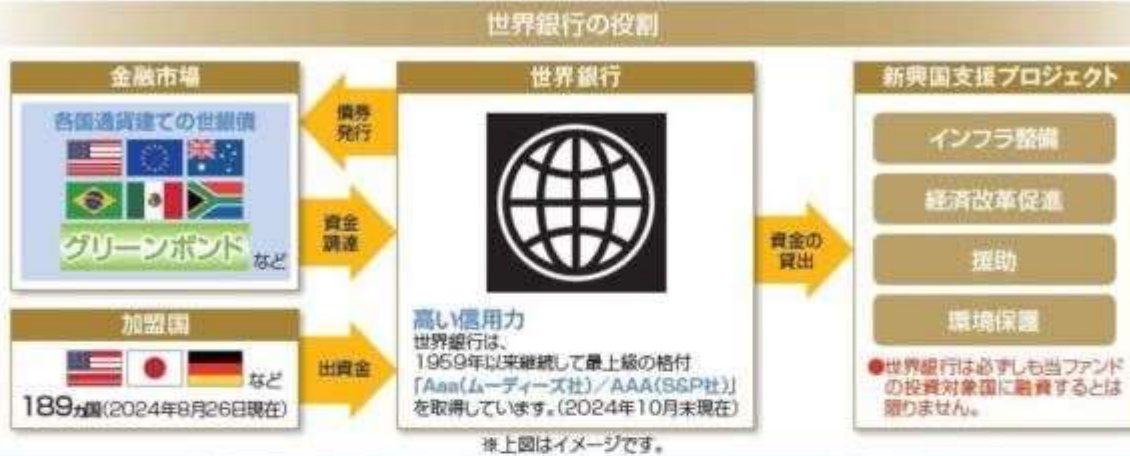 世界銀行の役割
金融市場
各国通貨建ての世銀債
グリーンボンド など
加盟国
など
189ヵ国(2024年8月26日現在)
債券
発行
資金
調達
出資金
世界銀行
高い信用力
世界銀行は、
1959年以来継続して最上級の格付
「Aaa(ムーディーズ社)/AAA(S&P社)」
を取得しています。(2024年10月末現在)
資金の
貸出
新興国支援プロジェクト
インフラ整備
経済改革促進
援助
環境保護
●世界銀行は必ずしも当ファンド
の投資対象国に融資するとは
限りません。
※上図はイメージです。